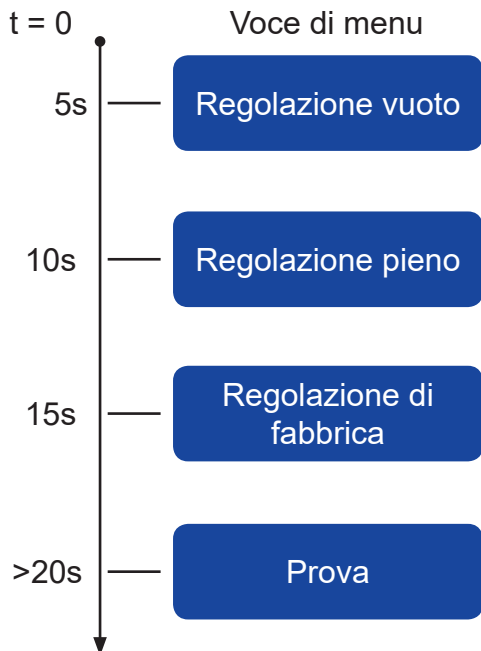 t = 0 Voce di menu
5s Regolazione vuoto
10s Regolazione pieno
15s Regolazione di
fabbrica
>20s Prova